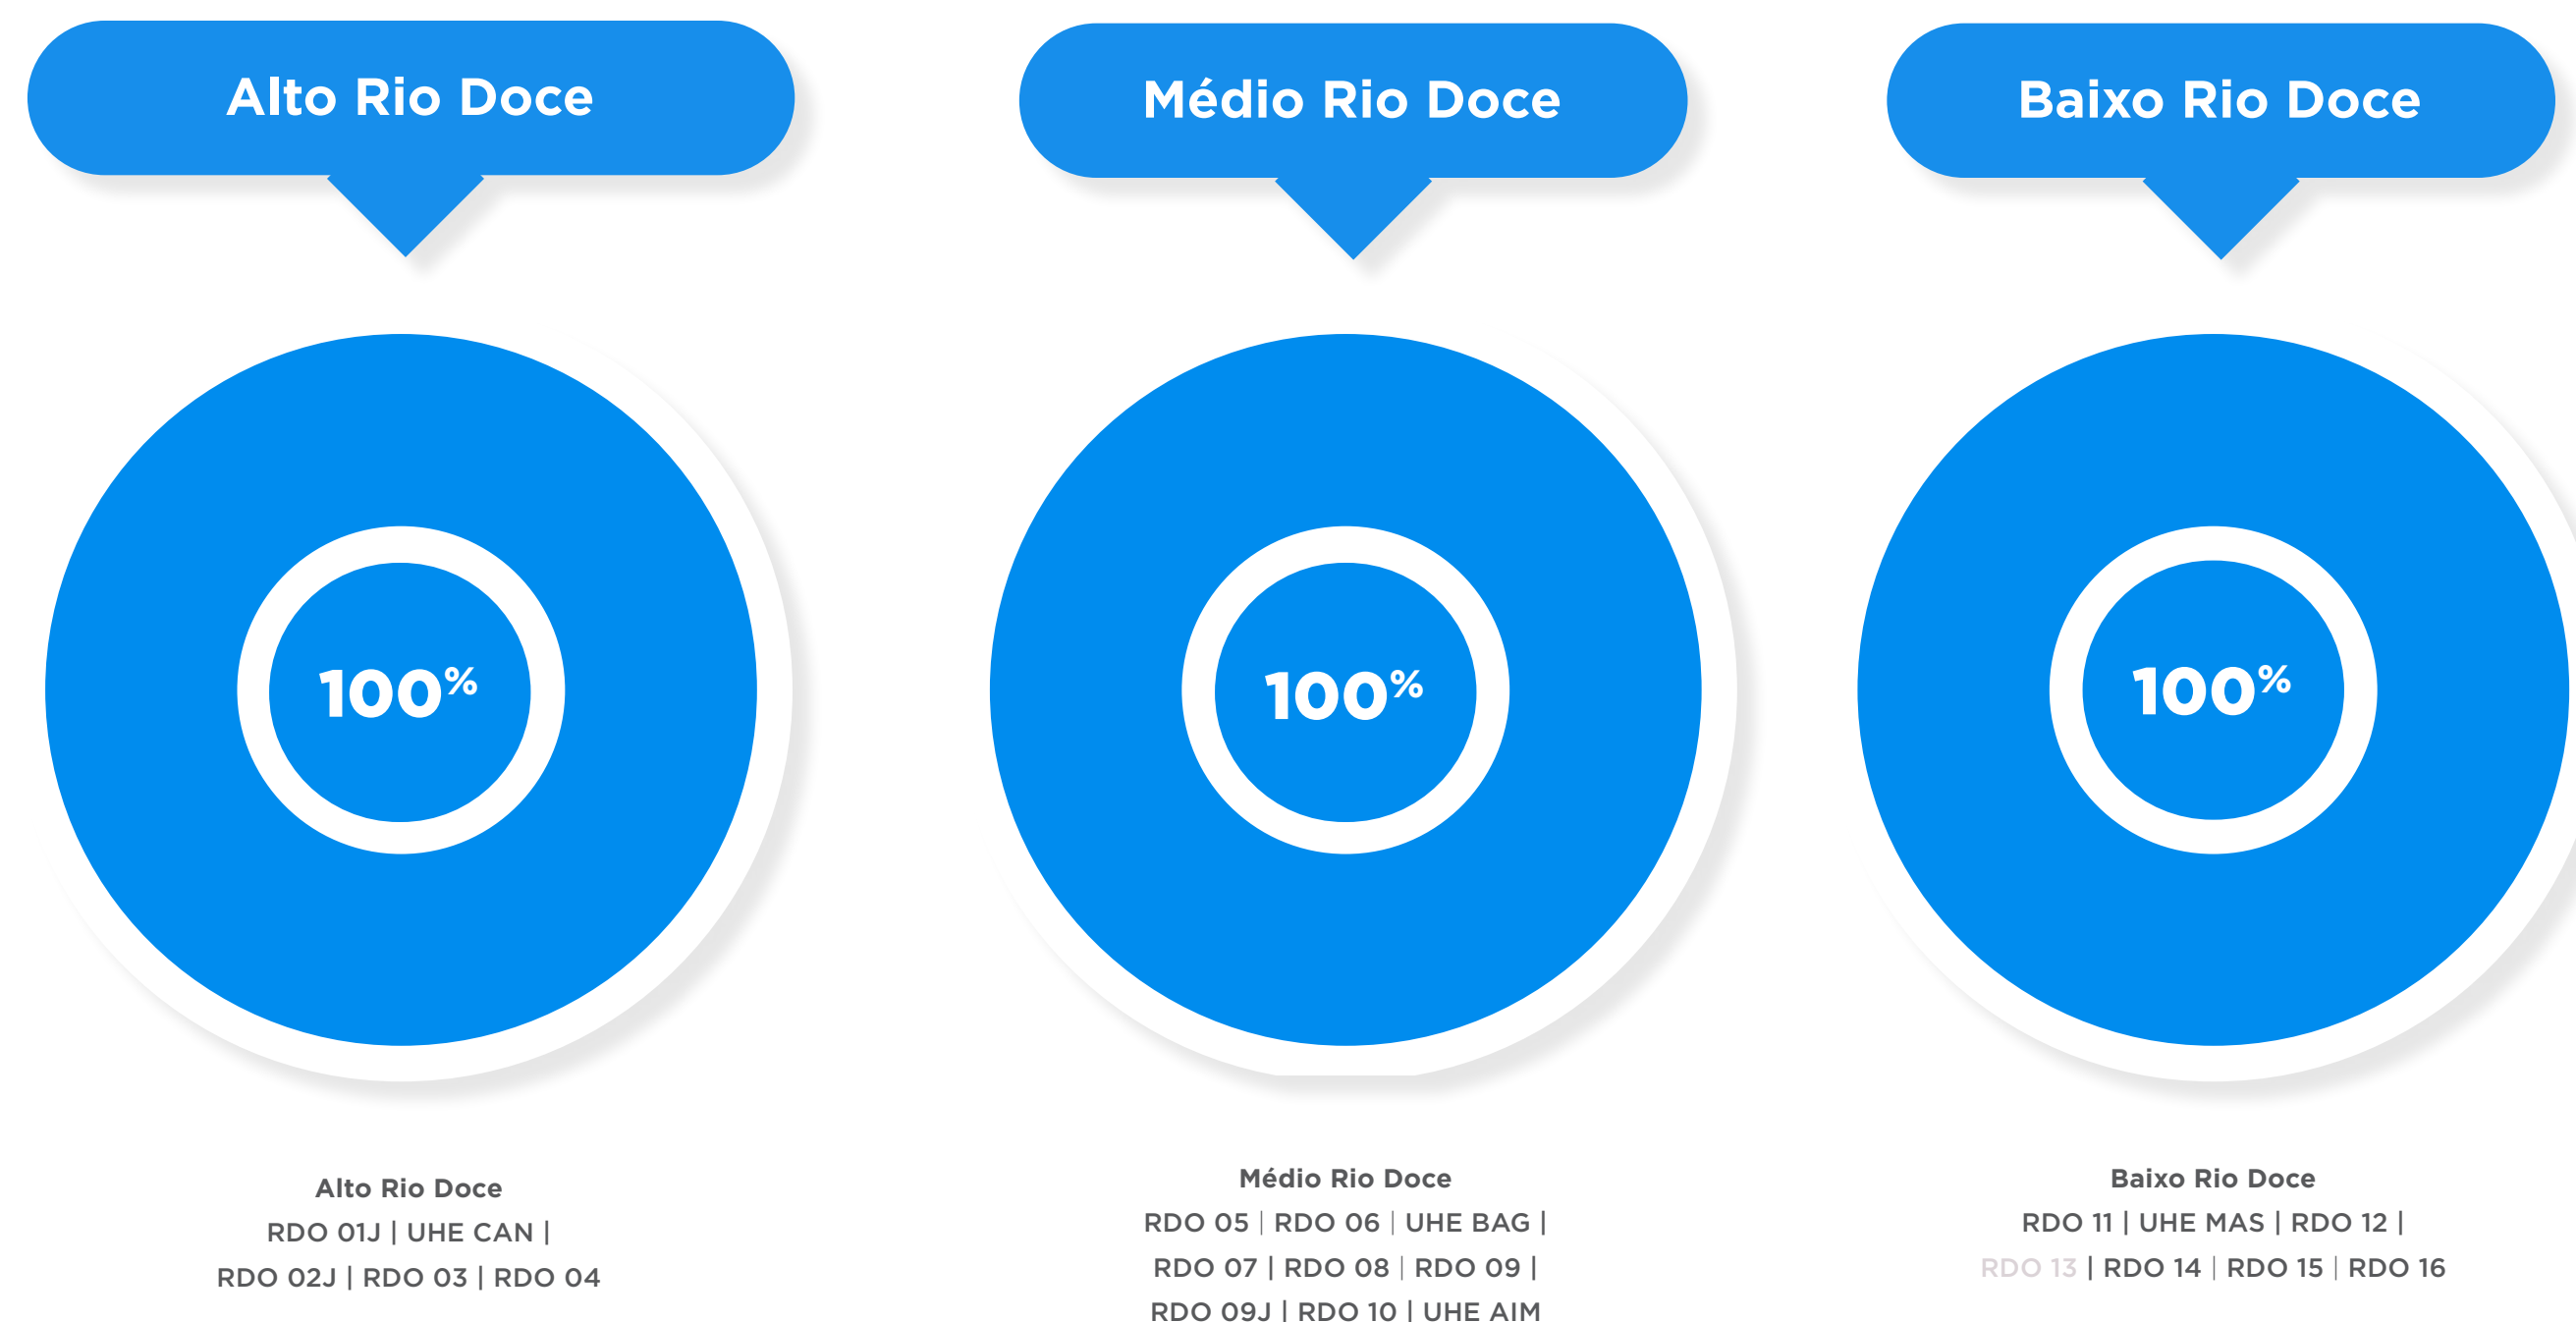 Alto Rio Doce
Médio Rio Doce
Baixo Rio Doce
100%
100%
100%
Alto Rio Doce
RDO 01J | UHE CAN |
RDO 02J | RDO 03 | RDO 04
Médio Rio Doce
RDO 05 | RDO 06 | UHE BAG |
RDO 07 | RDO 08 | RDO 09 |
RDO 09J | RDO 10 | UHE AIM
Baixo Rio Doce
RDO 11 | UHE MAS | RDO 12 |
RDO 13 | RDO 14 | RDO 15 | RDO 16